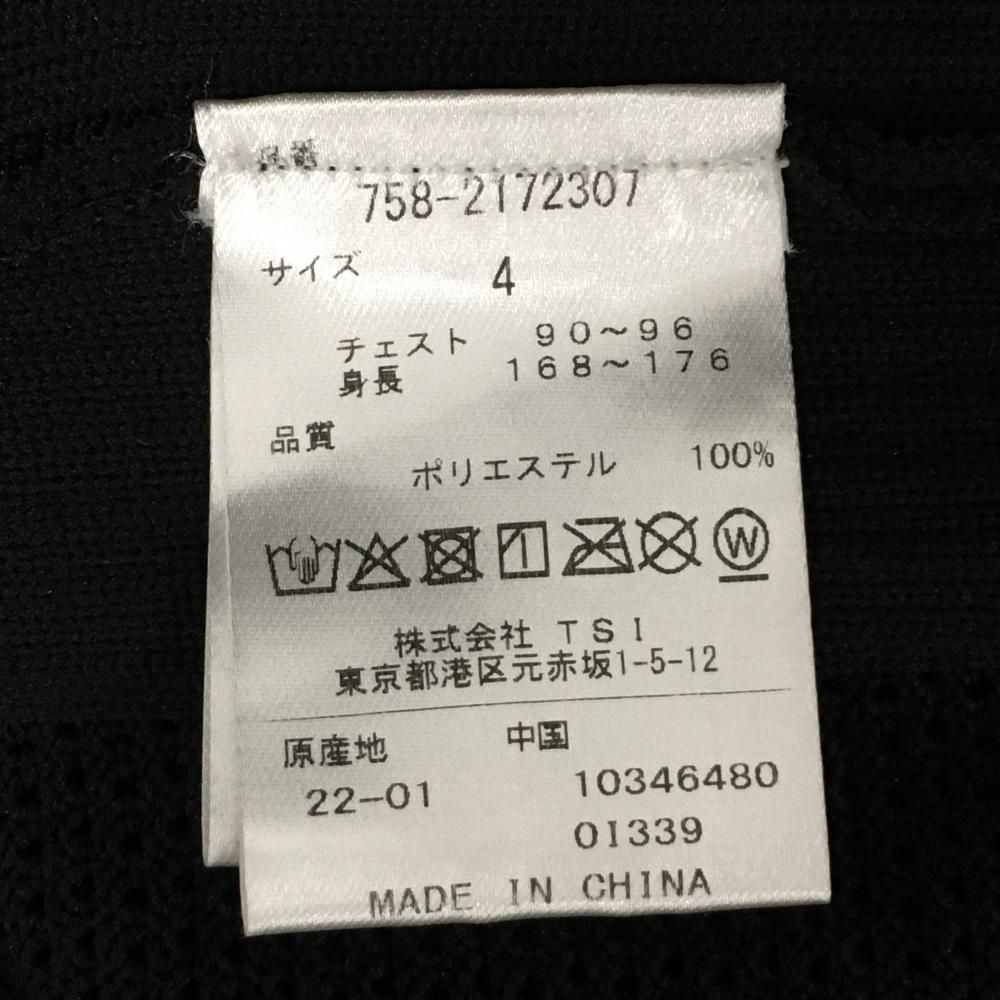 品番
758-2172307
サイズ 4
チェスト 90～96
身長 168～176
品質
ポリエステル 100%
W
株式会社 TSI
東京都港区元赤坂1-5-12
原産地 中国
22-01 10346480
01339
MADE IN CHINA